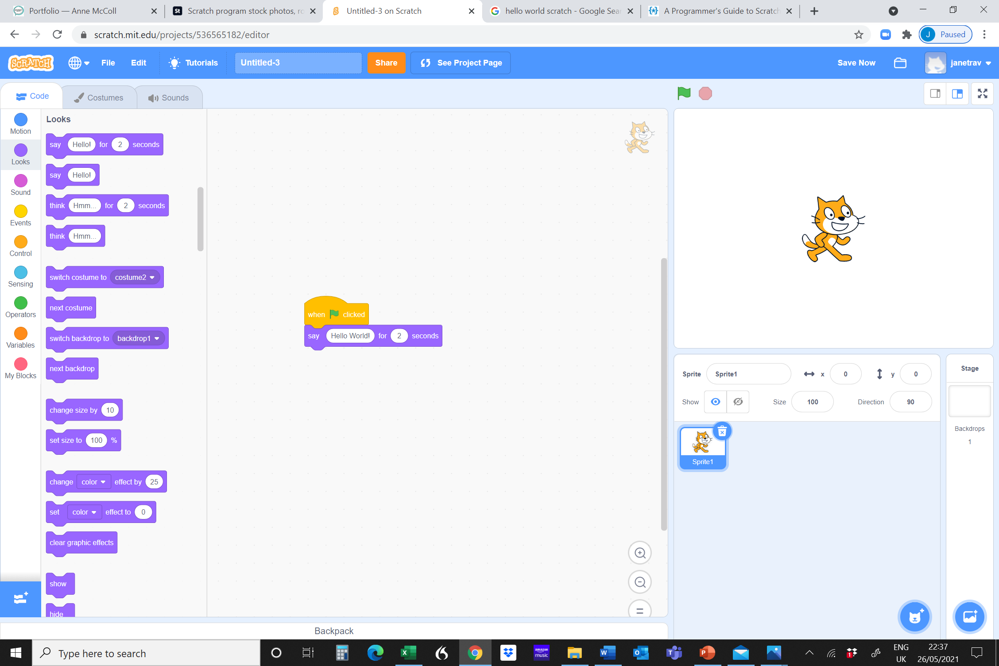 Portfolio — Anne McColl
Scratch program stock photos, ro
Untitled-3 on Scratch
hello world scratch - Google Sear
A Programmer's Guide to Scratch
scratch.mit.edu/projects/536565182/editor
J Paused
SCRATCH File Edit Tutorials Untitled-3 Share See Project Page Save Now janetrav
Code Costumes Sounds
Motion
Looks
Sound
Events
Control
Sensing
Operators
Variables
My Blocks
Looks
say Hello! for 2 seconds
say Hello!
think Hmm... for 2 seconds
think Hmm...
switch costume to costume2
next costume
switch backdrop to backdrop1
next backdrop
change size by 10
set size to 100 %
change color effect by 25
set color effect to 0
clear graphic effects
show
hide
when clicked
say Hello World! for 2 seconds
Sprite Sprite1 x 0 y 0
Show Size 100 Direction 90
Sprite1
Stage
Backdrops
1
Backpack
Type here to search
amazon
music
ENG
UK
22:37
26/05/2021